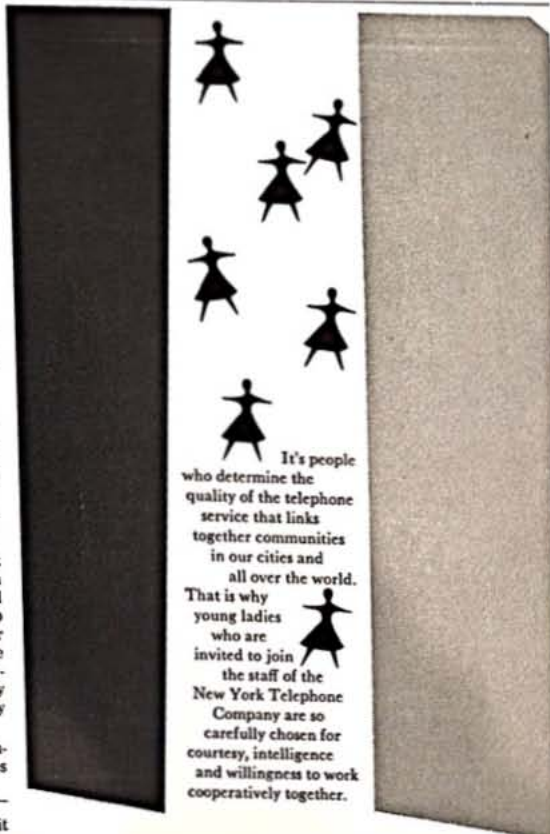 It's people
who determine the
quality of the telephone
service that links
together communities
in our cities and
all over the world.
That is why
young ladies
who are
invited to join
the staff of the
New York Telephone
Company are so
carefully chosen for
courtesy, intelligence
and willingness to work
cooperatively together.